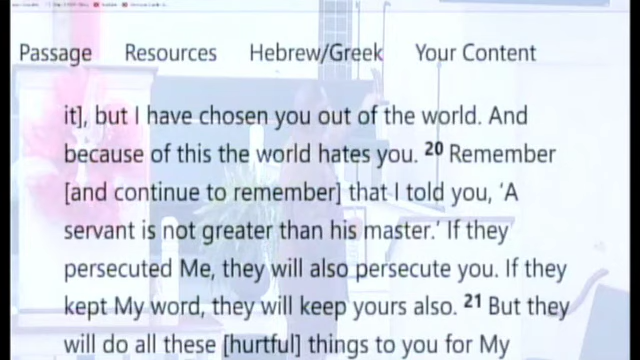 Passage Resources Hebrew/Greek Your Content
it], but I have chosen you out of the world. And
because of this the world hates you. 20 Remember
[and continue to remember] that I told you, ‘A
servant is not greater than his master.’ If they
persecuted Me, they will also persecute you. If they
kept My word, they will keep yours also. 21 But they
will do all these [hurtful] things to you for My